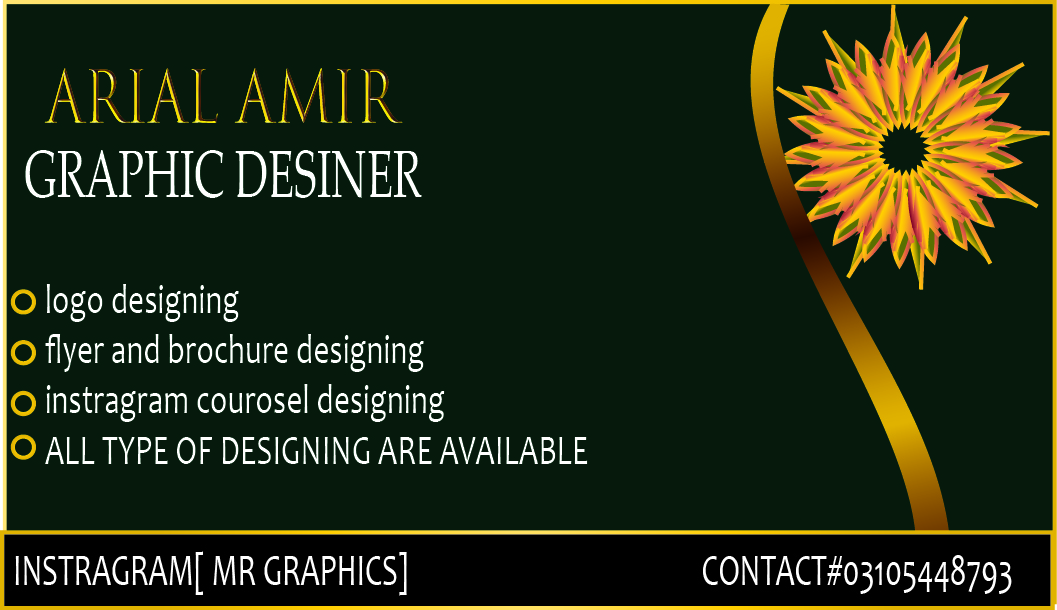 ARIAL AMIR
GRAPHIC DESINER
logo designing
flyer and brochure designing
instragram courosel designing
ALL TYPE OF DESIGNING ARE AVAILABLE
INSTRAGRAM[ MR GRAPHICS]
CONTACT#03105448793